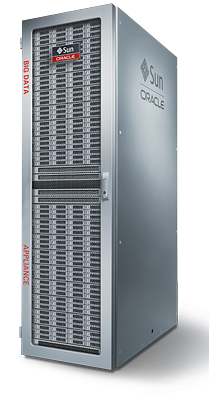 BIG DATA
APPLIANCE
Sun
ORACLE
Sun
ORACLE